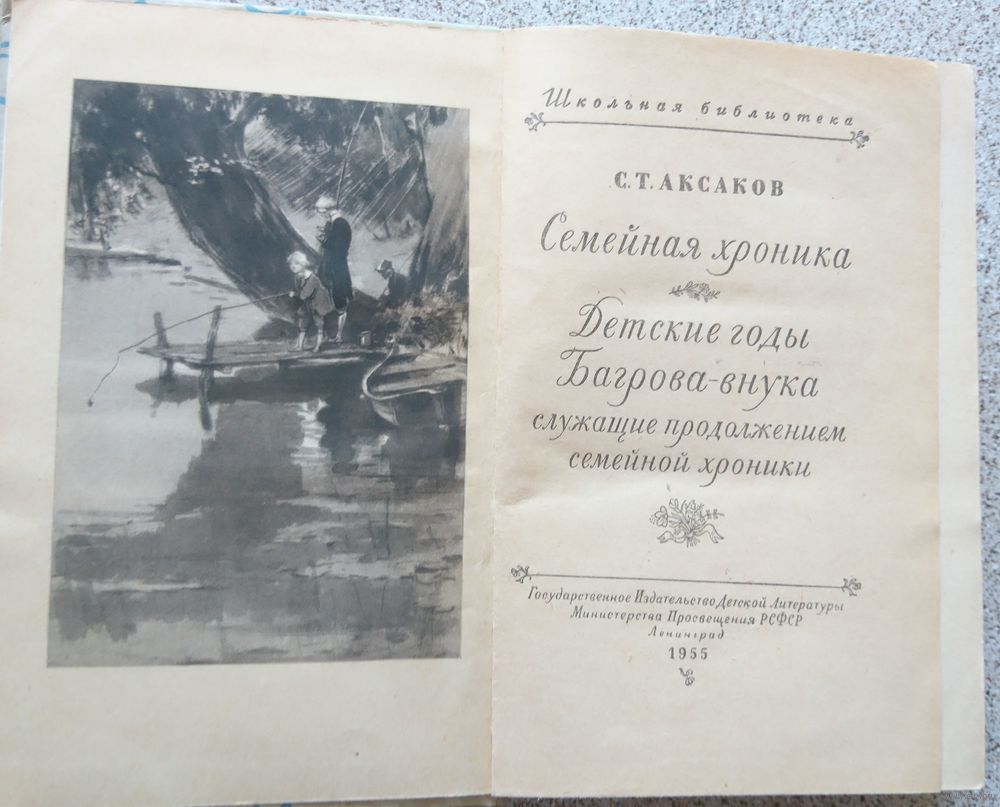 Школьная библиотека
С. Т. АКСАКОВ
Семейная хроника
Детские годы
Багрова-внука
служащие продолжением
семейной хроники
Государственное Издательство Детской Литературы
Министерства Просвещения РСФСР
Ленинград
1955